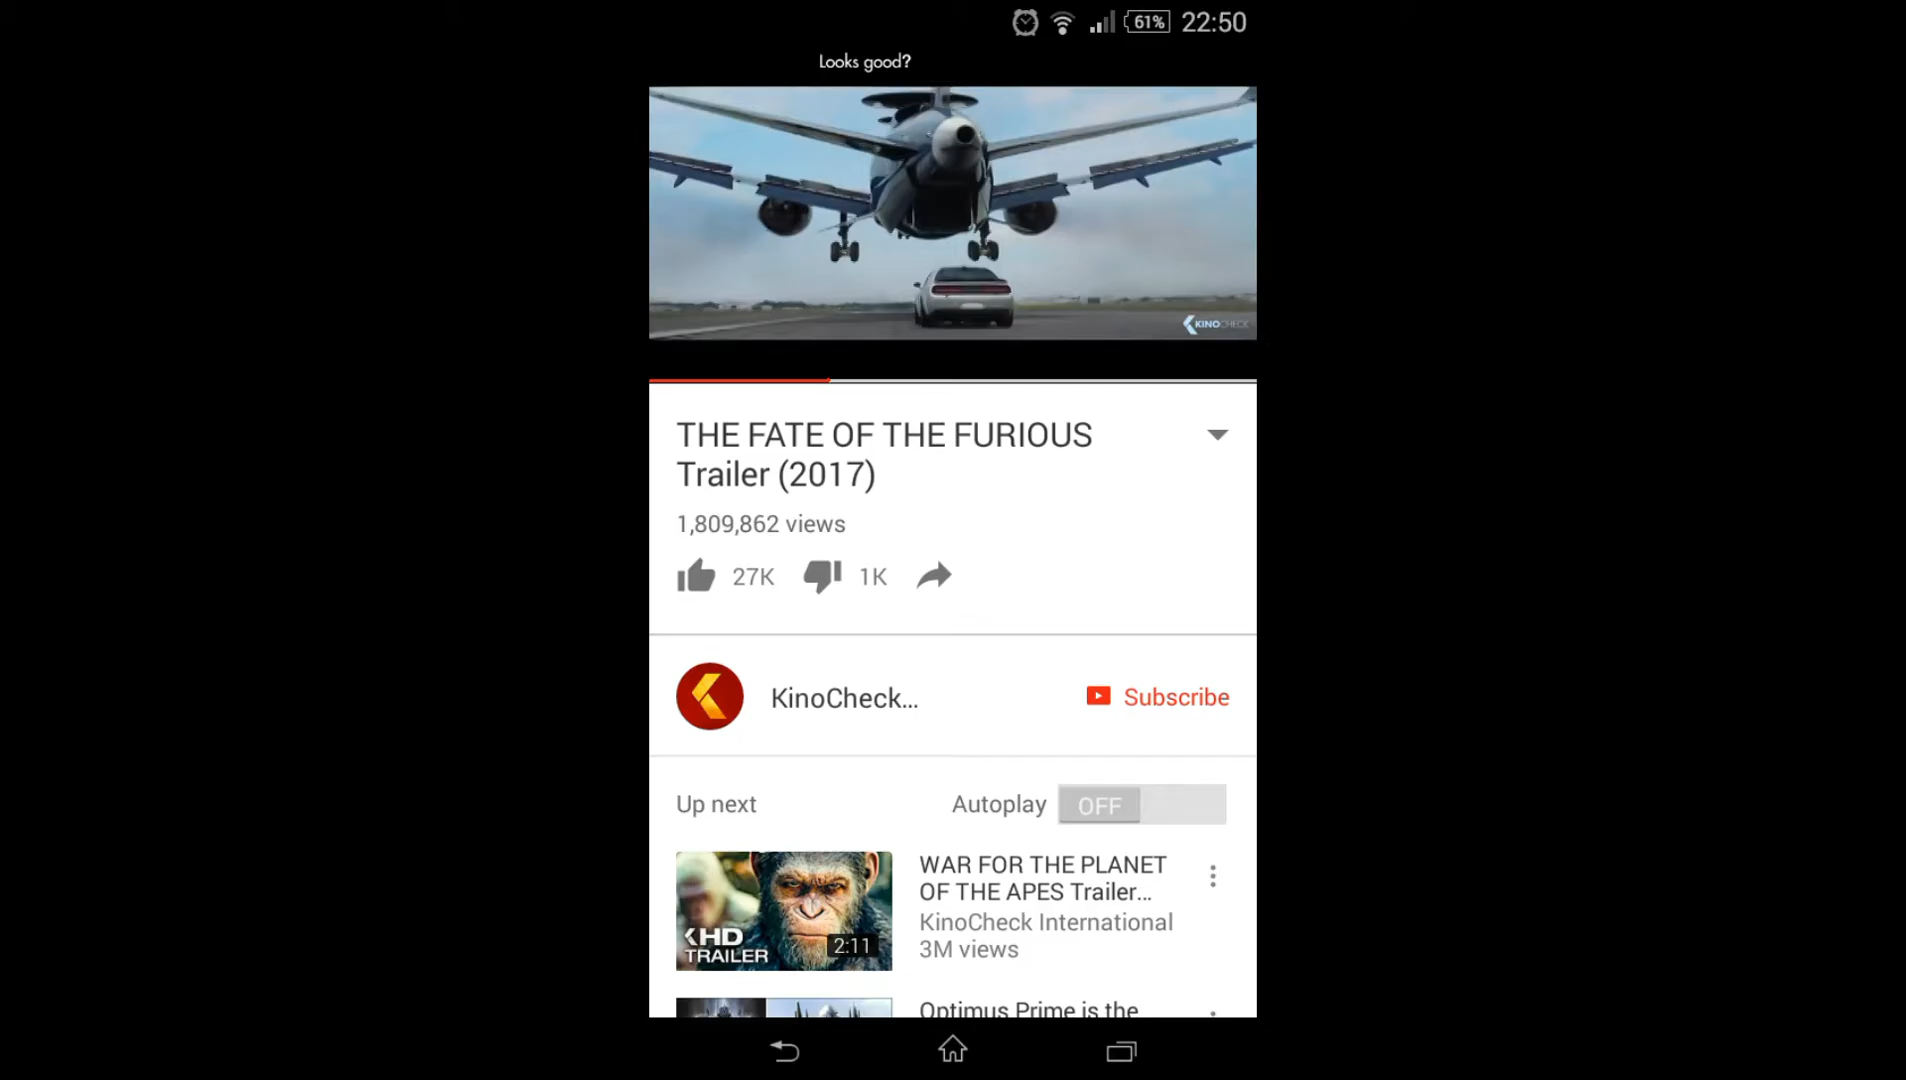 61% 22:50
Looks good?
KINOCHECK
THE FATE OF THE FURIOUS
Trailer (2017)
1,809,862 views
27K 1K
KinoCheck... Subscribe
Up next Autoplay OFF
WAR FOR THE PLANET
OF THE APES Trailer...
KinoCheck International
3M views
HD
TRAILER
2:11
Optimus Prime is the